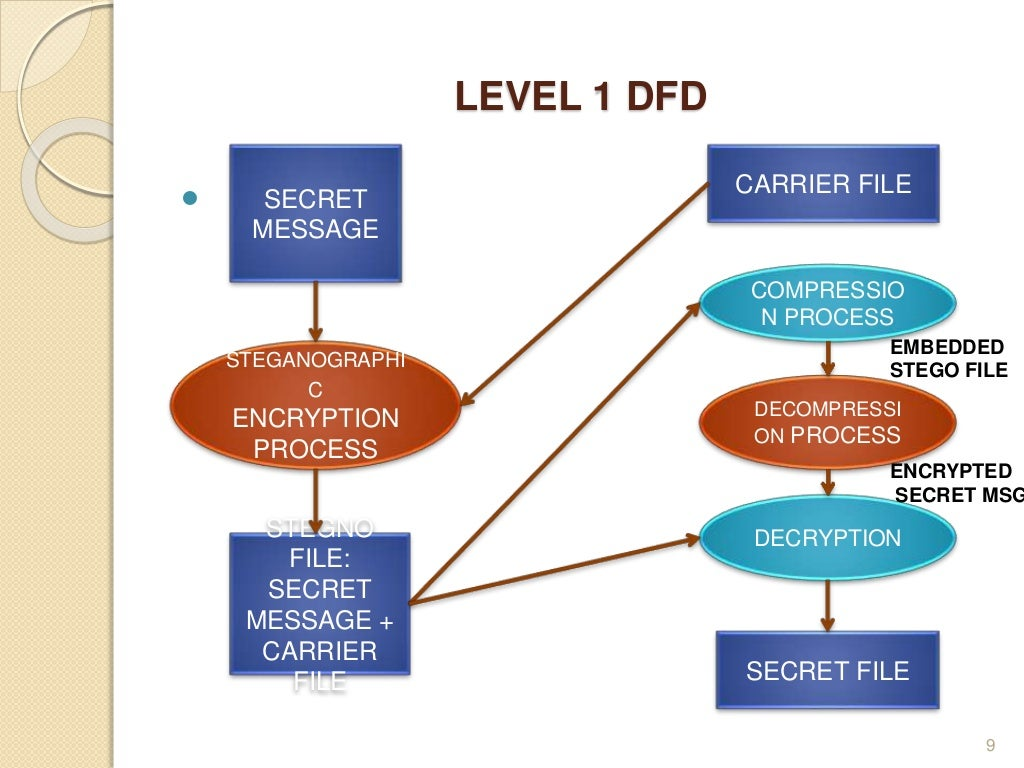 LEVEL 1 DFD
SECRET
MESSAGE
CARRIER FILE
COMPRESSIO
N PROCESS
EMBEDDED
STEGO FILE
STEGANOGRAPHI
C
ENCRYPTION
PROCESS
DECOMPRESSI
ON PROCESS
ENCRYPTED
SECRET MSG
STEGNO
FILE:
SECRET
MESSAGE +
CARRIER
FILE
DECRYPTION
SECRET FILE
9